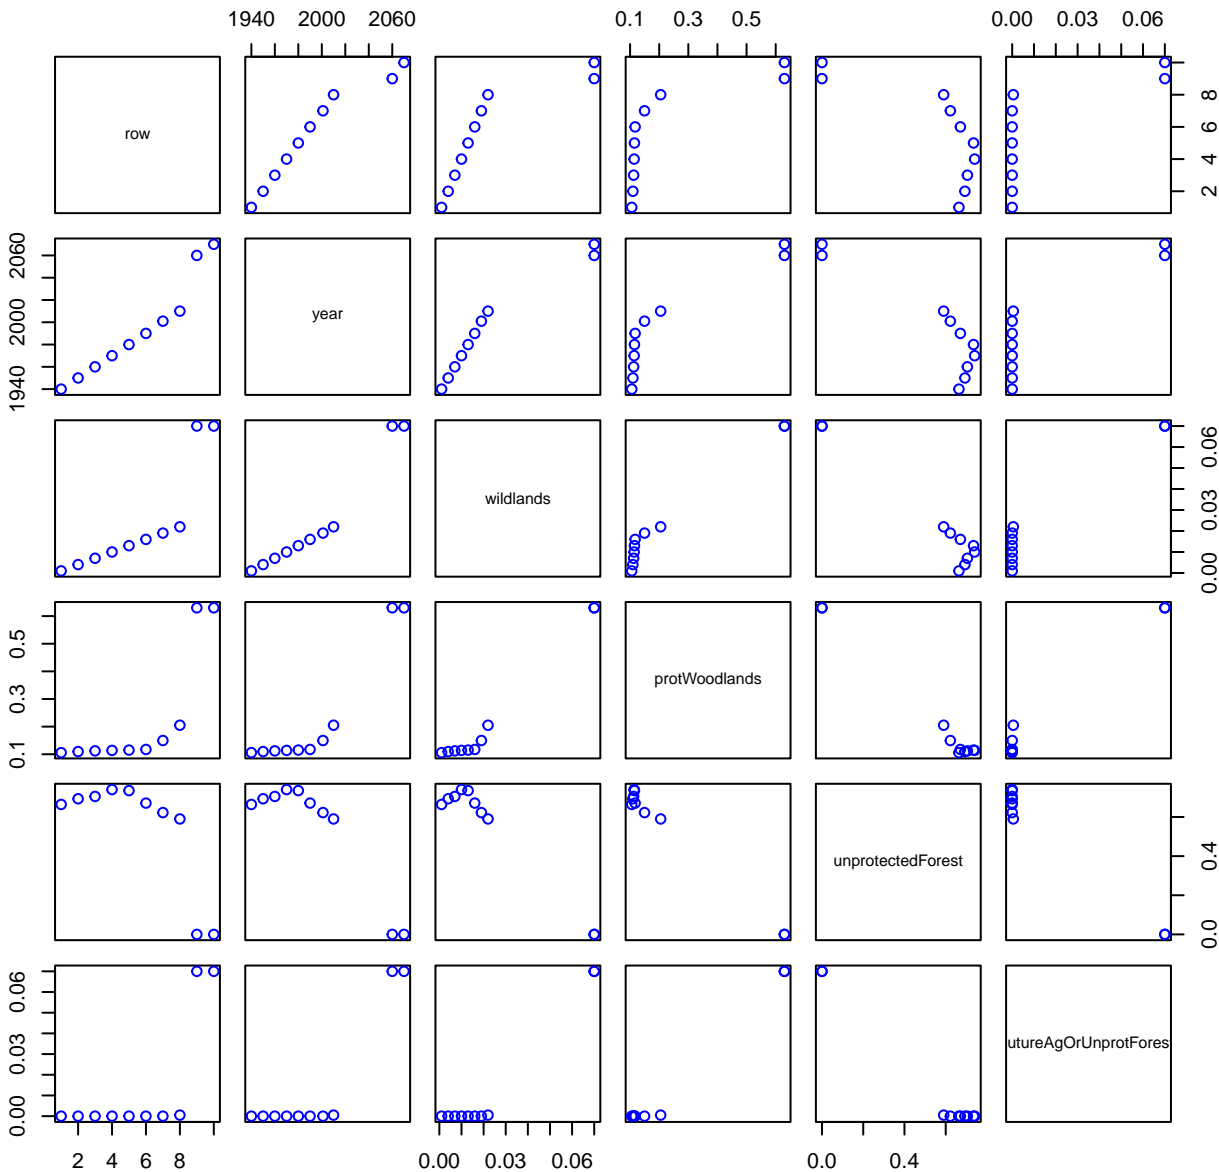 1940 2000 2060 0.1 0.3 0.5 0.00 0.03 0.06
row
2 4 6 8
1940 2000 2060
year
wildlands
0.00 0.03 0.06
0.1 0.3 0.5
protWoodlands
unprotectedForest
0.0 0.4
0.00 0.03 0.06
utureAgOrUnprotFores
2 4 6 8 0.00 0.03 0.06 0.0 0.4